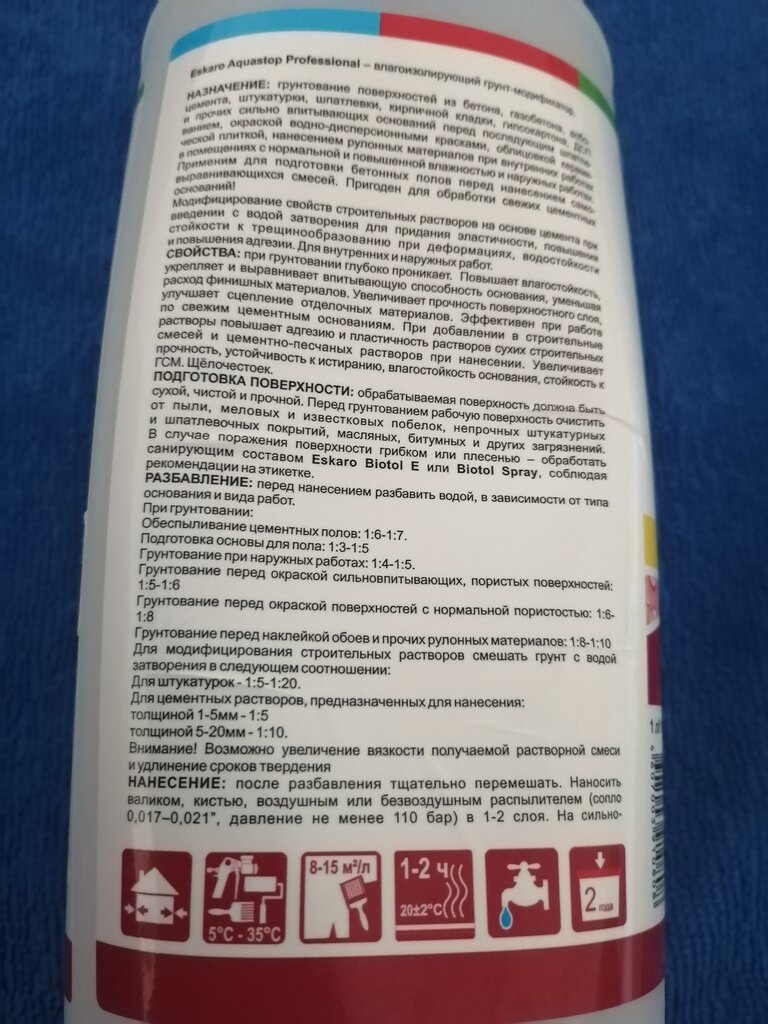 Eskaro Aquastop Professional – влагоизолирующий грунт-модификатор.
НАЗНАЧЕНИЕ: грунтование поверхностей из бетона, газобетона,
цемента, штукатурки, шпатлевки, кирпичной кладки, гипсокартона, ДСП
и прочих сильно впитывающих оснований перед последующим шпатле-
ванием, окраской водно-дисперсионными красками, облицовкой керами-
ческой плиткой, нанесением рулонных материалов при внутренних работах
в помещениях с нормальной и повышенной влажностью и наружных работах.
Применим для подготовки бетонных полов перед нанесением само-
выравнивающихся смесей. Пригоден для обработки свежих цементных
оснований!
Модифицирование свойств строительных растворов на основе цемента при
введении с водой затворения для придания эластичности, повышения
стойкости к трещинообразованию при деформациях, водостойкости
и повышения адгезии. Для внутренних и наружных работ.
СВОЙСТВА: при грунтовании глубоко проникает. Повышает влагостойкость,
укрепляет и выравнивает впитывающую способность основания, уменьшая
расход финишных материалов. Увеличивает прочность поверхностного слоя,
улучшает сцепление отделочных материалов. Эффективен при работе
по свежим цементным основаниям. При добавлении в строительные
растворы повышает адгезию и пластичность растворов сухих строительных
смесей и цементно-песчаных растворов при нанесении. Увеличивает
прочность, устойчивость к истиранию, влагостойкость основания, стойкость к
ГСМ. Щёлочестоек.
ПОДГОТОВКА ПОВЕРХНОСТИ: обрабатываемая поверхность должна быть
сухой, чистой и прочной. Перед грунтованием рабочую поверхность очистить
от пыли, меловых и известковых побелок, непрочных штукатурных
и шпатлевочных покрытий, масляных, битумных и других загрязнений.
В случае поражения поверхности грибком или плесенью – обработать
санирующим составом Eskaro Biotol E или Biotol Spray, соблюдая
рекомендации на этикетке.
РАЗБАВЛЕНИЕ: перед нанесением разбавить водой, в зависимости от типа
основания и вида работ.
При грунтовании:
Обеспыливание цементных полов: 1:6-1:7.
Подготовка основы для пола: 1:3-1:5
Грунтование при наружных работах: 1:4-1:5.
Грунтование перед окраской сильновпитывающих, пористых поверхностей:
1:5-1:6
Грунтование перед окраской поверхностей с нормальной пористостью: 1:6-
1:8
Грунтование перед наклейкой обоев и прочих рулонных материалов: 1:8-1:10
Для модифицирования строительных растворов смешать грунт с водой
затворения в следующем соотношении:
Для штукатурок - 1:5-1:20.
Для цементных растворов, предназначенных для нанесения:
толщиной 1-5мм - 1:5
толщиной 5-20мм - 1:10.
Внимание! Возможно увеличение вязкости получаемой растворной смеси
и удлинение сроков твердения
НАНЕСЕНИЕ: после разбавления тщательно перемешать. Наносить
валиком, кистью, воздушным или безвоздушным распылителем (сопло
0,017–0,021", давление не менее 110 бар) в 1-2 слоя. На сильно-
5°C - 35°C
8-15 м²/л
1-2 ч
20±2°C
2 года